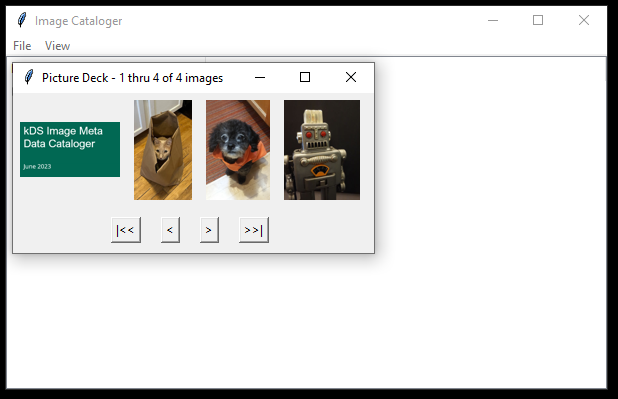 Image Cataloger
File View
Picture Deck - 1 thru 4 of 4 images
kDS Image Meta
Data Cataloger
June 2023
|<< < > >>|